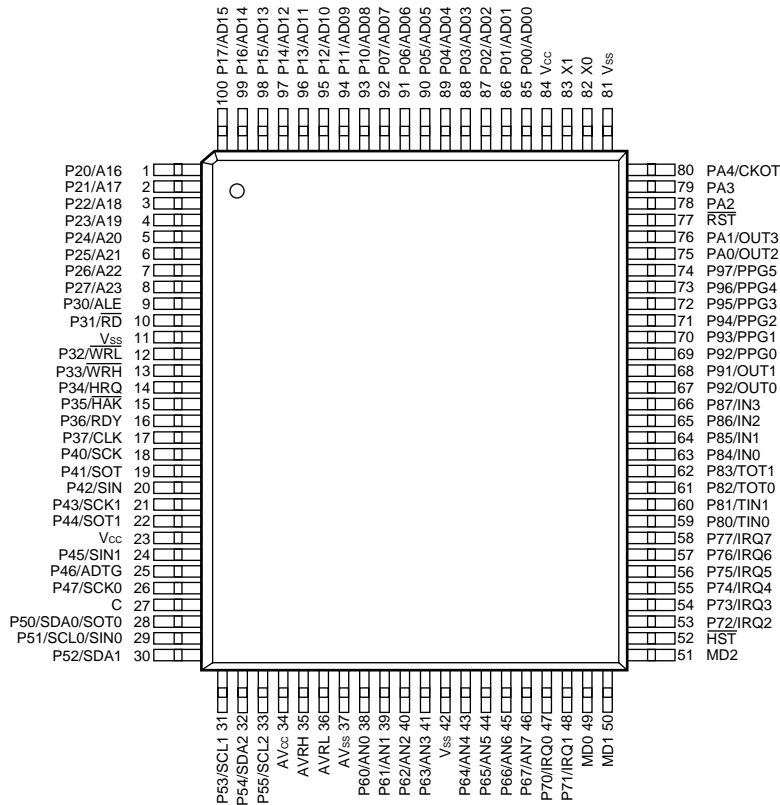 100 P17/AD15
99 P16/AD14
98 P15/AD13
97 P14/AD12
96 P13/AD11
95 P12/AD10
94 P11/AD09
93 P10/AD08
92 P07/AD07
91 P06/AD06
90 P05/AD05
89 P04/AD04
88 P03/AD03
87 P02/AD02
86 P01/AD01
85 P00/AD00
84 Vcc
83 X1
82 X0
81 Vss
P20/A16 1
P21/A17 2
P22/A18 3
P23/A19 4
P24/A20 5
P25/A21 6
P26/A22 7
P27/A23 8
P30/ALE 9
P31/RD 10
Vss 11
P32/WRL 12
P33/WRH 13
P34/HRQ 14
P35/HAK 15
P36/RDY 16
P37/CLK 17
P40/SCK 18
P41/SOT 19
P42/SIN 20
P43/SCK1 21
P44/SOT1 22
Vcc 23
P45/SIN1 24
P46/ADTG 25
P47/SCK0 26
C 27
P50/SDA0/SOT0 28
P51/SCL0/SIN0 29
P52/SDA1 30
80 PA4/CKOT
79 PA3
78 PA2
77 RST
76 PA1/OUT3
75 PA0/OUT2
74 P97/PPG5
73 P96/PPG4
72 P95/PPG3
71 P94/PPG2
70 P93/PPG1
69 P92/PPG0
68 P91/OUT1
67 P92/OUT0
66 P87/IN3
65 P86/IN2
64 P85/IN1
63 P84/IN0
62 P83/TOT1
61 P82/TOT0
60 P81/TIN1
59 P80/TIN0
58 P77/IRQ7
57 P76/IRQ6
56 P75/IRQ5
55 P74/IRQ4
54 P73/IRQ3
53 P72/IRQ2
52 HST
51 MD2
P53/SCL1 31
P54/SDA2 32
P55/SCL2 33
AVcc 34
AVRH 35
AVRL 36
AVss 37
P60/AN0 38
P61/AN1 39
P62/AN2 40
P63/AN3 41
Vss 42
P64/AN4 43
P65/AN5 44
P66/AN6 45
P67/AN7 46
P70/IRQ0 47
P71/IRQ1 48
MD0 49
MD1 50